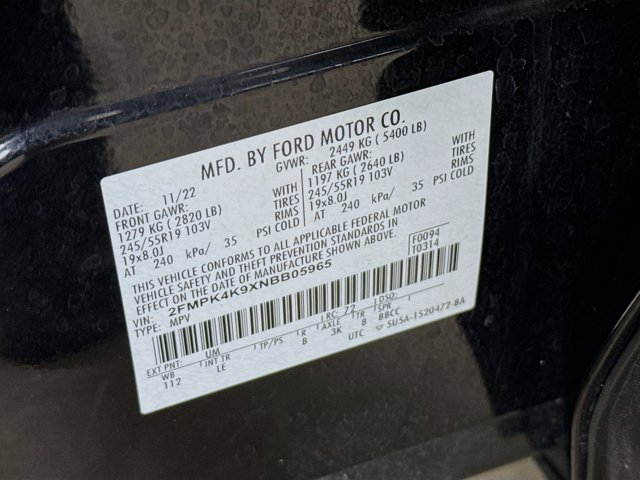 MFD. BY FORD MOTOR CO.
DATE: 11/22 GVWR: 2449 KG ( 5400 LB)
FRONT GAWR: WITH REAR GAWR: WITH
1279 KG ( 2820 LB) TIRES 1197 KG ( 2640 LB) TIRES
245/55R19 103V RIMS 245/55R19 103V RIMS
19x8.0J 19x8.0J
AT 240 kPa/ 35 PSI COLD AT 240 kPa/ 35 PSI COLD
THIS VEHICLE CONFORMS TO ALL APPLICABLE FEDERAL MOTOR
VEHICLE SAFETY AND THEFT PREVENTION STANDARDS IN
EFFECT ON THE DATE OF MANUFACTURE SHOWN ABOVE. F0094
VIN: 2FMPK4K9XNBB05965 T0314
TYPE: MPV
EXT PNT: UM RC: 72 DSO:
WB INT TR TP/PS R AXLE TR
112 LE B 3K 8 BBCC
UTC 5U5A-1520472-BA